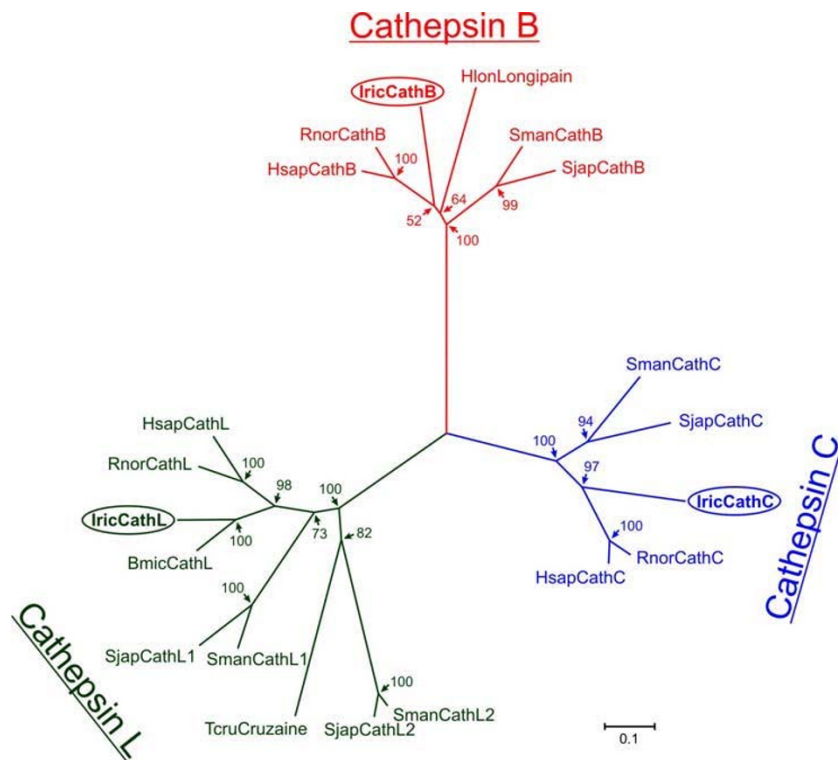 Cathepsin B
IricCathB
HlonLongipain
RnorCathB
SmanCathB
HsapCathB
SjapCathB
100
64
52
99
100
SmanCathC
SjapCathC
94
100
97
IricCathC
100
RnorCathC
HsapCathC
Cathepsin C
HsapCathL
RnorCathL
100
98
100
IricCathL
100
73
82
BmicCathL
100
SjapCathL1
SmanCathL1
100
TcruCruzaine
SmanCathL2
SjapCathL2
Cathepsin L
0.1